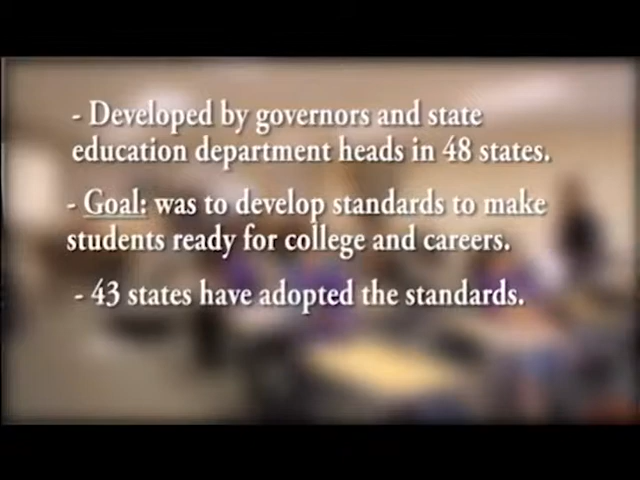 - Developed by governors and state
education department heads in 48 states.
- Goal: was to develop standards to make
students ready for college and careers.
- 43 states have adopted the standards.